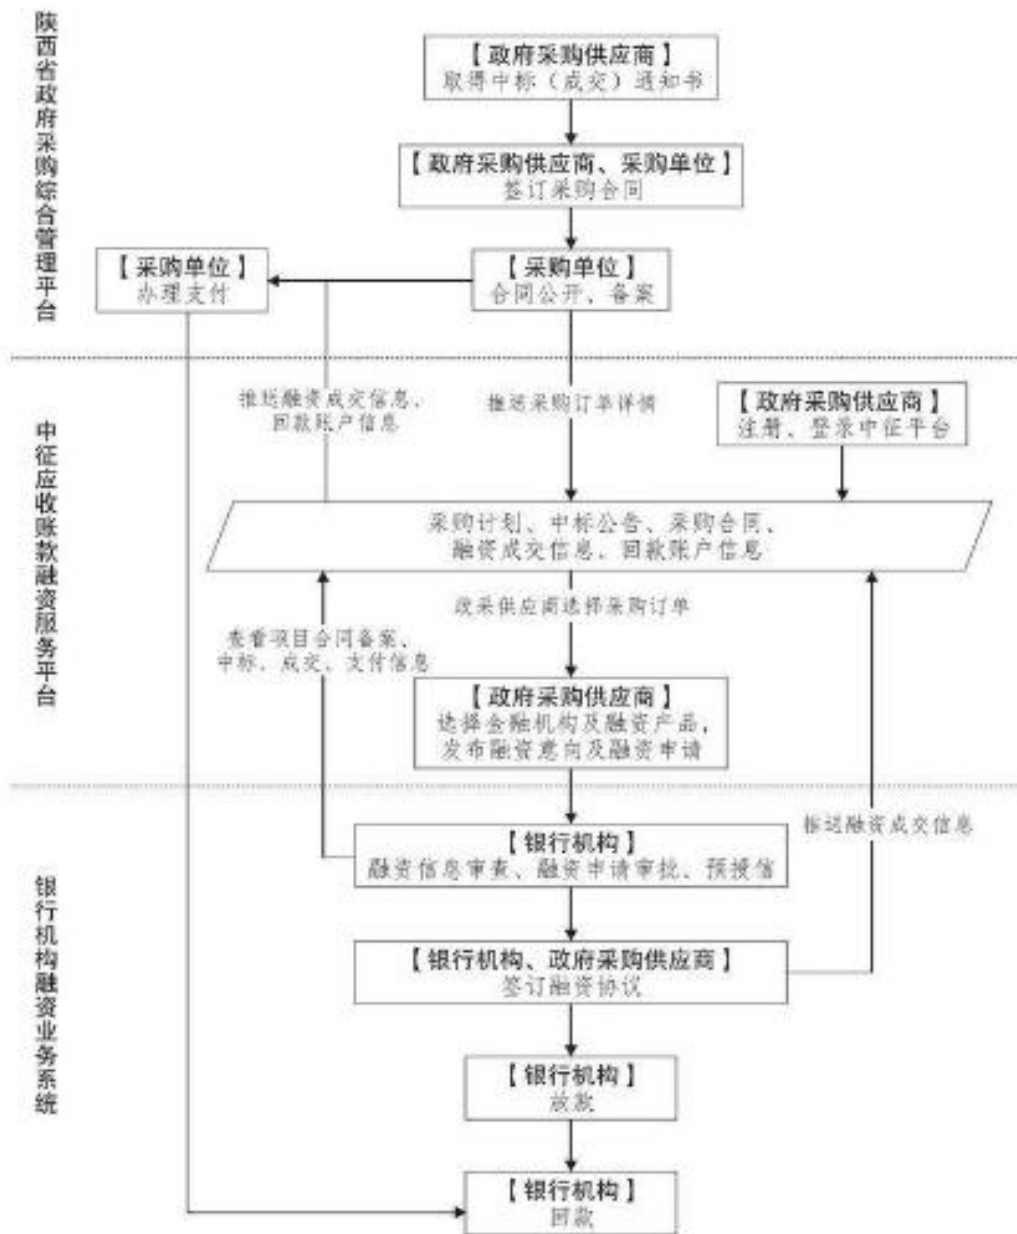 陕西省政府采购综合管理平台
【政府采购供应商】
取得中标（成交）通知书
【政府采购供应商、采购单位】
签订采购合同
【采购单位】
办理支付
【采购单位】
合同公开、备案
中征应收账款融资服务平台
推送融资成交信息、
回款账户信息
推送采购订单详情
【政府采购供应商】
注册、登录中征平台
采购计划、中标公告、采购合同、
融资成交信息、回款账户信息
政采供应商选择采购订单
查看项目合同备案、
中标、成交、支付信息
【政府采购供应商】
选择金融机构及融资产品，
发布融资意向及融资申请
银行机构融资业务系统
【银行机构】
融资信息审查、融资申请审批、预授信
推送融资成交信息
【银行机构、政府采购供应商】
签订融资协议
【银行机构】
放款
【银行机构】
回款